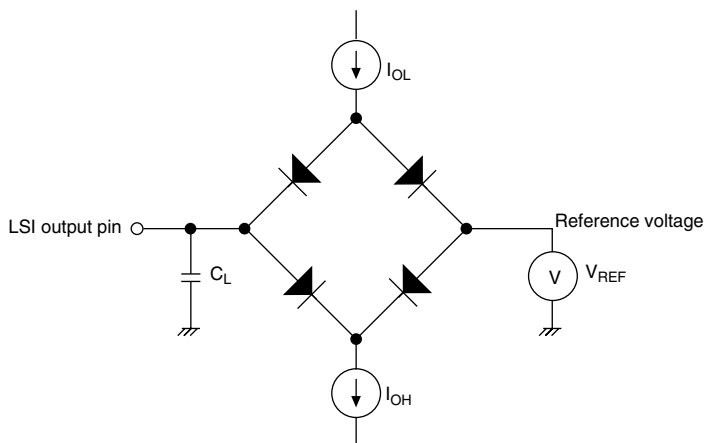 I_OL
LSI output pin
Reference voltage
C_L
V
V_REF
I_OH